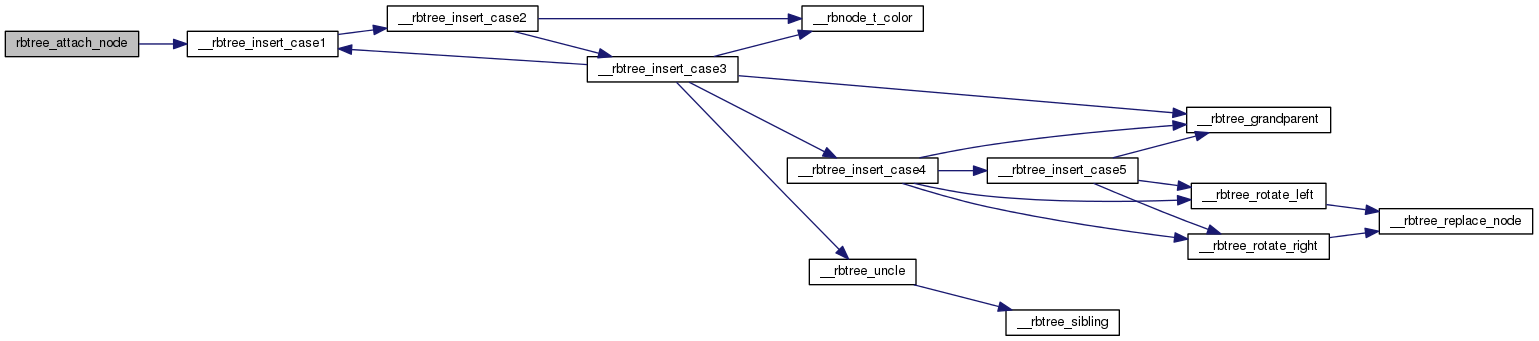 rbtree_attach_node
__rbtree_insert_case1
__rbtree_insert_case2
__rbnode_t_color
__rbtree_insert_case3
__rbtree_grandparent
__rbtree_insert_case4
__rbtree_insert_case5
__rbtree_rotate_left
__rbtree_replace_node
__rbtree_rotate_right
__rbtree_uncle
__rbtree_sibling